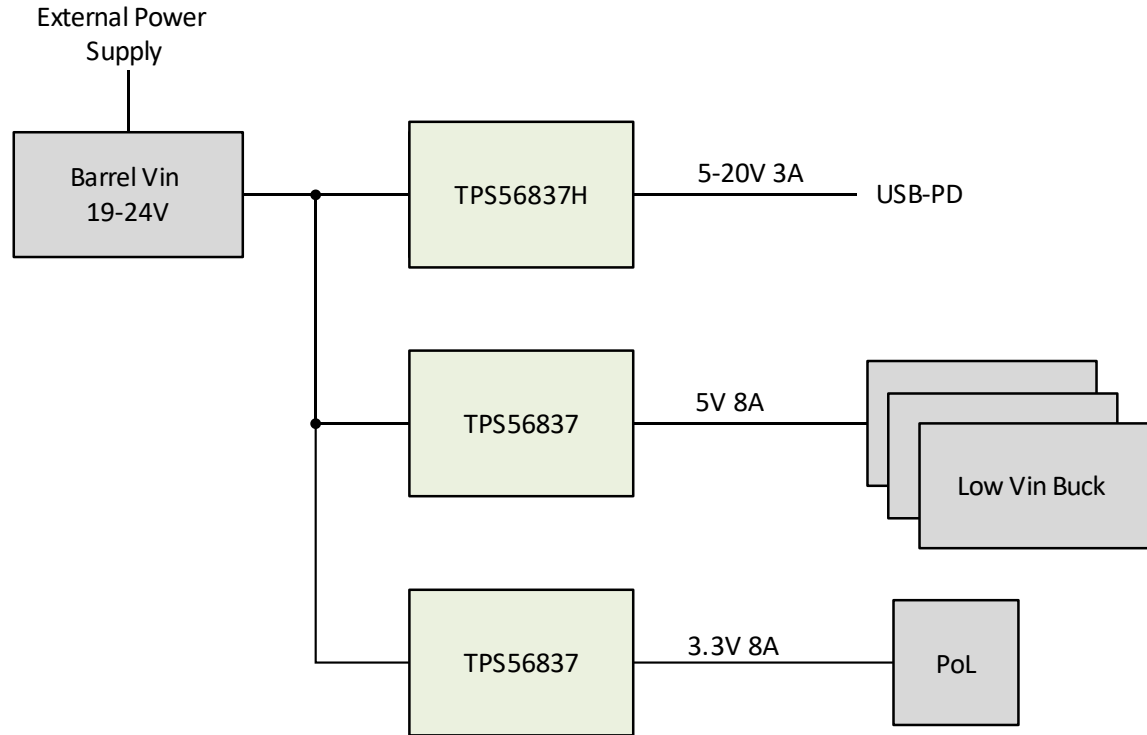 External Power
Supply
Barrel Vin
19-24V
TPS56837H
5-20V 3A
USB-PD
TPS56837
5V 8A
Low Vin Buck
TPS56837
3.3V 8A
PoL